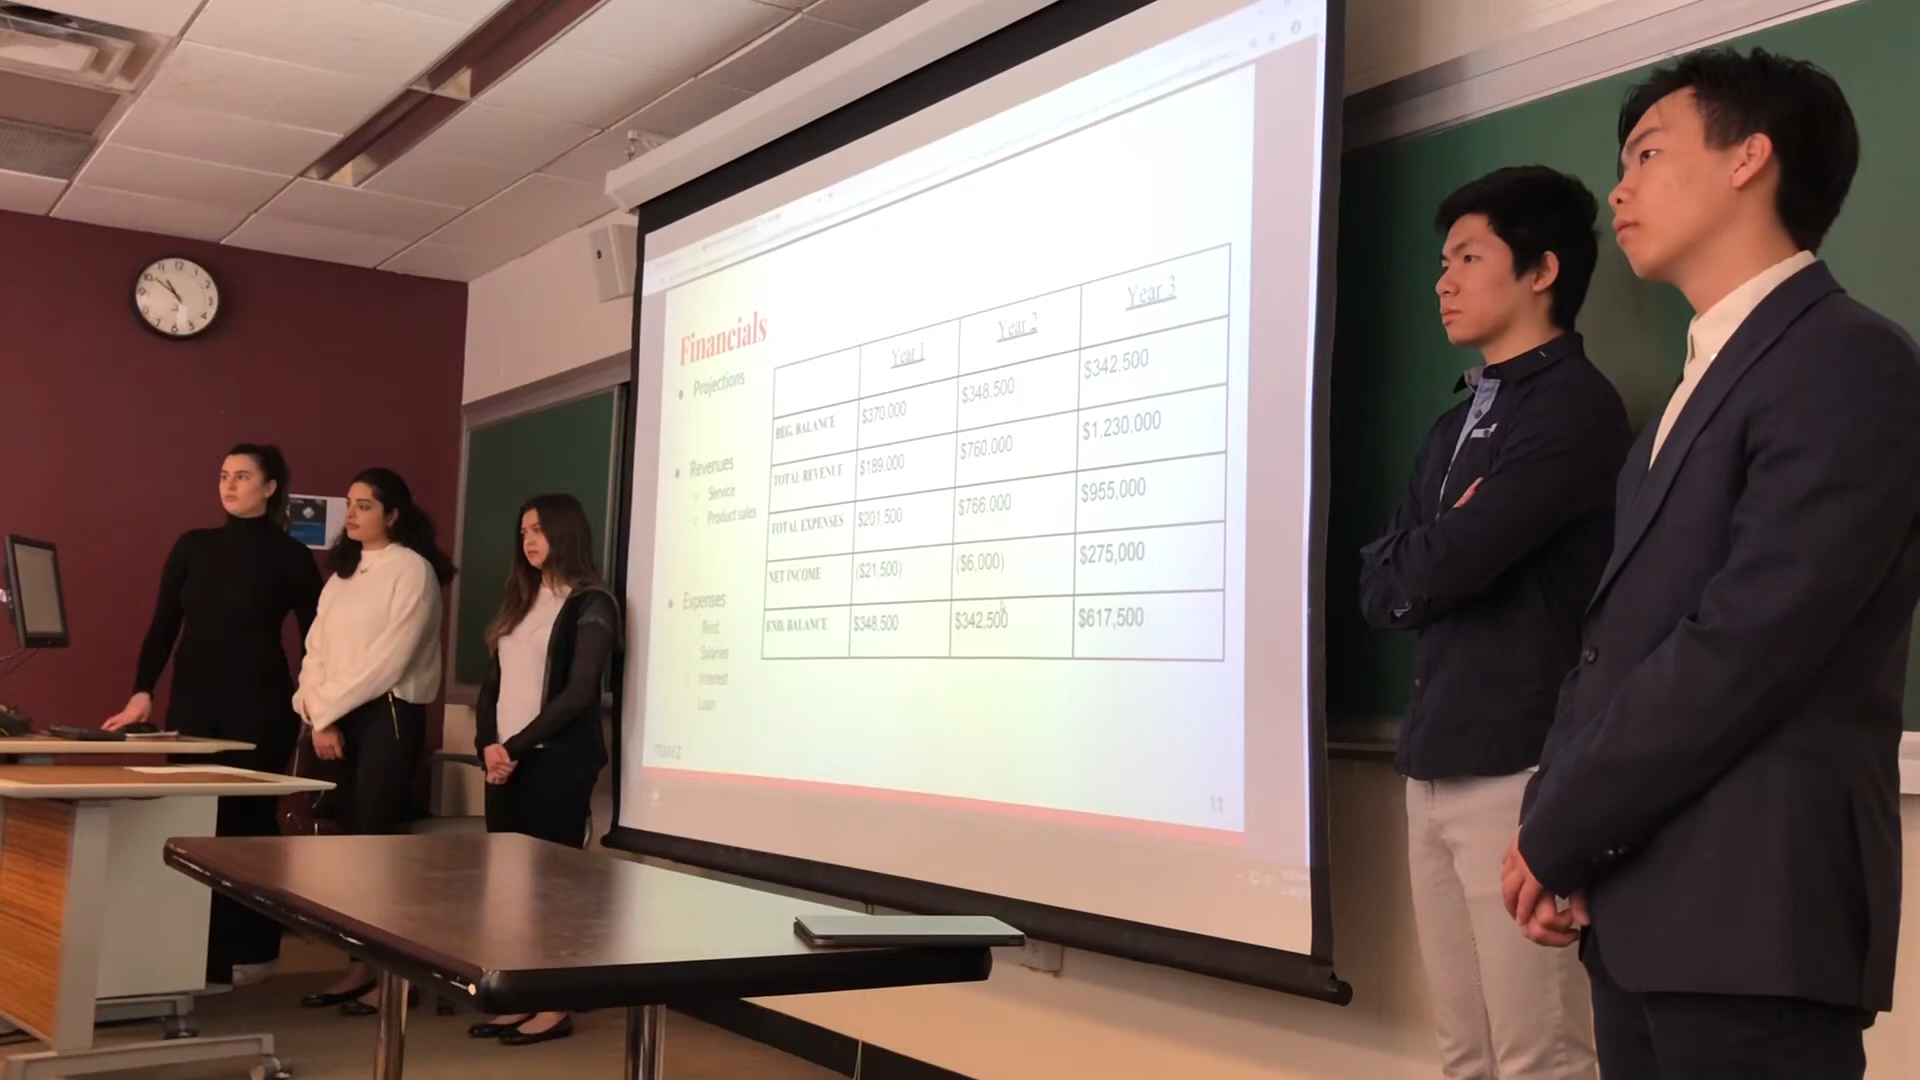 Financials
Projections
Revenues
Service
Product sales
Expenses
Rent
Salaries
Interest
Loan
Year 1 Year 2 Year 3
BEG. BALANCE $370,000 $348,500 $342,500
TOTAL REVENUE $189,000 $760,000 $1,230,000
TOTAL EXPENSES $201,500 $766,000 $955,000
NET INCOME ($21,500) ($6,000) $275,000
END. BALANCE $348,500 $342,500 $617,500
TEAM 2
11